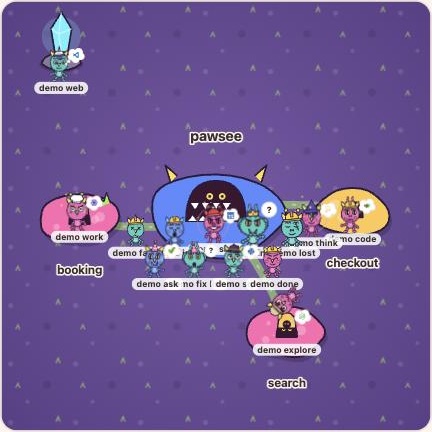 demo web
pawsee
demo work
think
code
demo
lost
booking
checkout
demo ask
fix
demo s
demo done
demo explore
search